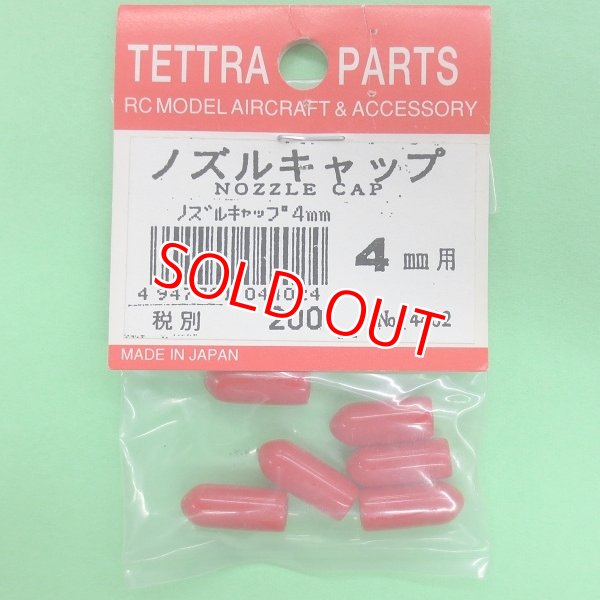 TETTRA PARTS
RC MODEL AIRCRAFT & ACCESSORY
ノズルキャップ
NOZZLE CAP
ノズルキャップ4mm
4mm用
SOLD OUT
税別 200
MADE IN JAPAN